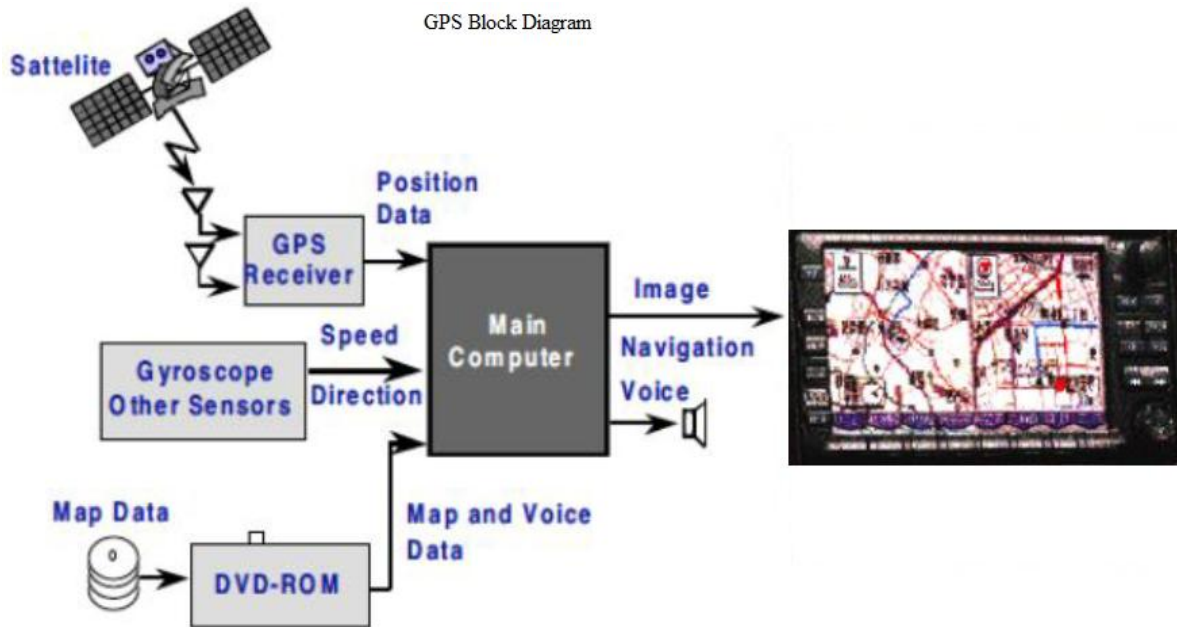 GPS Block Diagram
Sattelite
Position
Data
GPS
Receiver
Main
Computer
Image
Navigation
Voice
Speed
Direction
Gyroscope
Other Sensors
Map Data
DVD-ROM
Map and Voice
Data